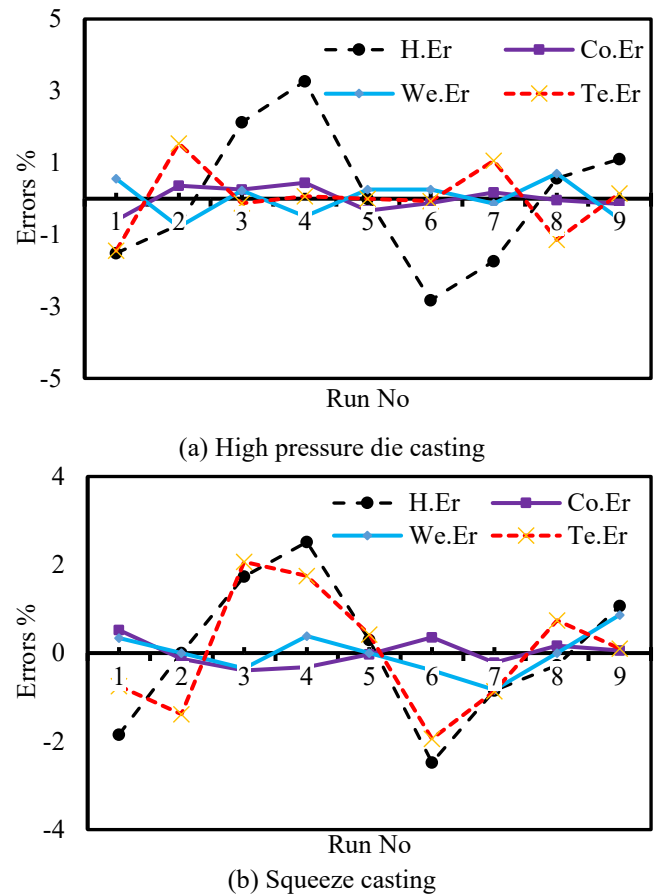 5
H.Er Co.Er
3
We.Er Te.Er
1
Errors %
1 2 3 4 5 6 7 8 9
-1
-3
-5
Run No
(a) High pressure die casting
4
H.Er Co.Er
We.Er Te.Er
2
Errors %
0
1 2 3 4 5 6 7 8 9
-2
-4
Run No
(b) Squeeze casting